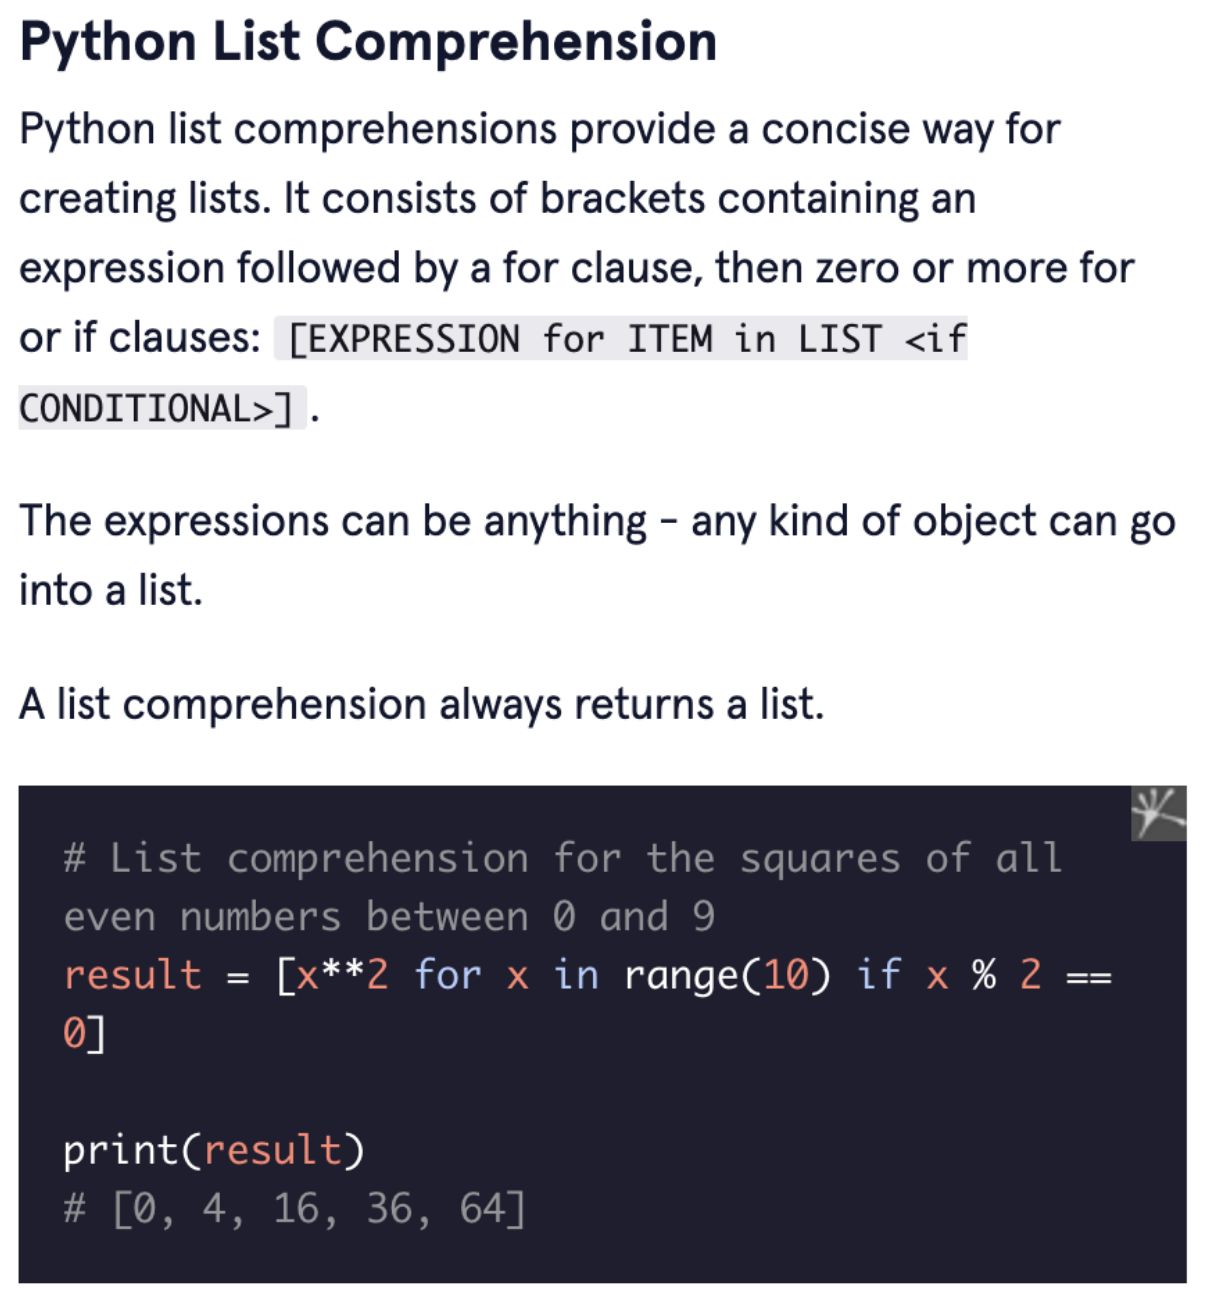 Python List Comprehension
Python list comprehensions provide a concise way for
creating lists. It consists of brackets containing an
expression followed by a for clause, then zero or more for
or if clauses: [EXPRESSION for ITEM in LIST <if
CONDITIONAL>] .
The expressions can be anything - any kind of object can go
into a list.
A list comprehension always returns a list.
# List comprehension for the squares of all
even numbers between 0 and 9
result = [x**2 for x in range(10) if x % 2 ==
0]
print(result)
# [0, 4, 16, 36, 64]